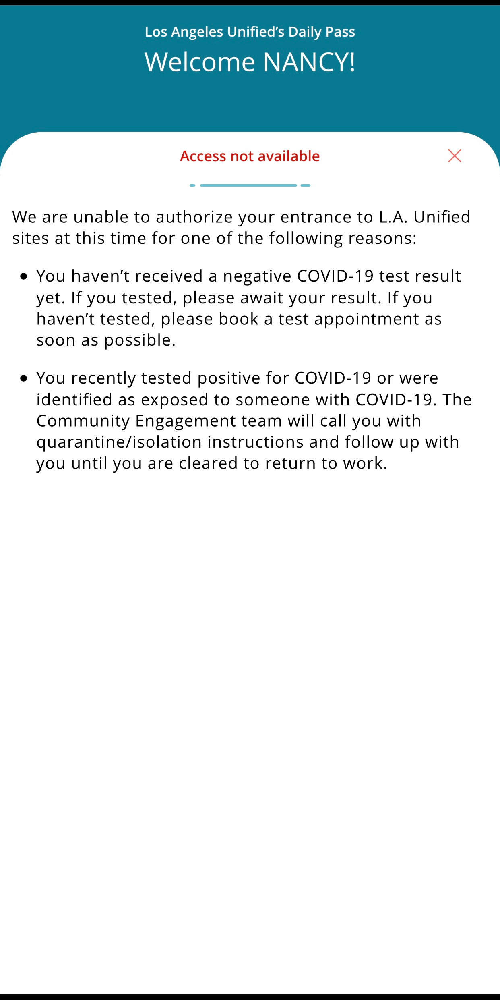 Los Angeles Unified’s Daily Pass
Welcome NANCY!
Access not available
We are unable to authorize your entrance to L.A. Unified
sites at this time for one of the following reasons:
• You haven’t received a negative COVID-19 test result
yet. If you tested, please await your result. If you
haven’t tested, please book a test appointment as
soon as possible.
• You recently tested positive for COVID-19 or were
identified as exposed to someone with COVID-19. The
Community Engagement team will call you with
quarantine/isolation instructions and follow up with
you until you are cleared to return to work.